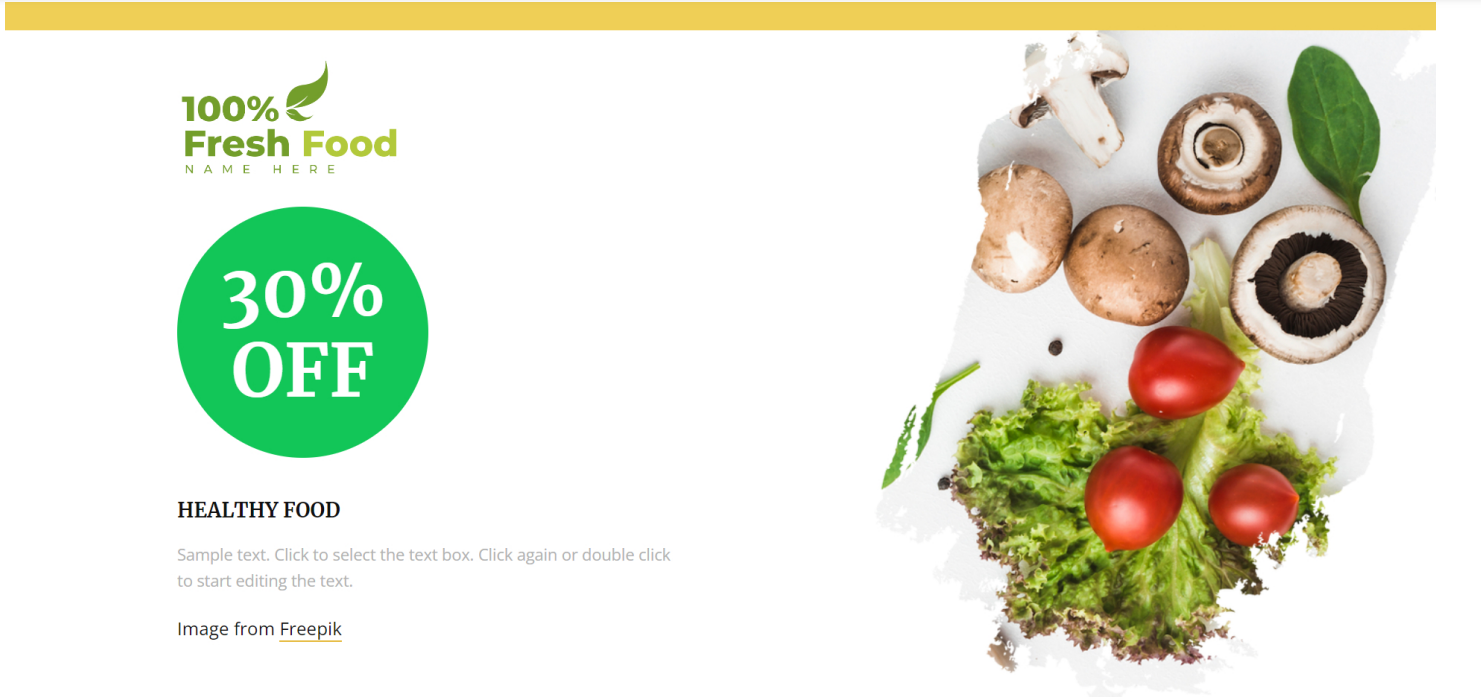 100%
Fresh Food
NAME HERE
30%
OFF
HEALTHY FOOD
Sample text. Click to select the text box. Click again or double click
to start editing the text.
Image from Freepik